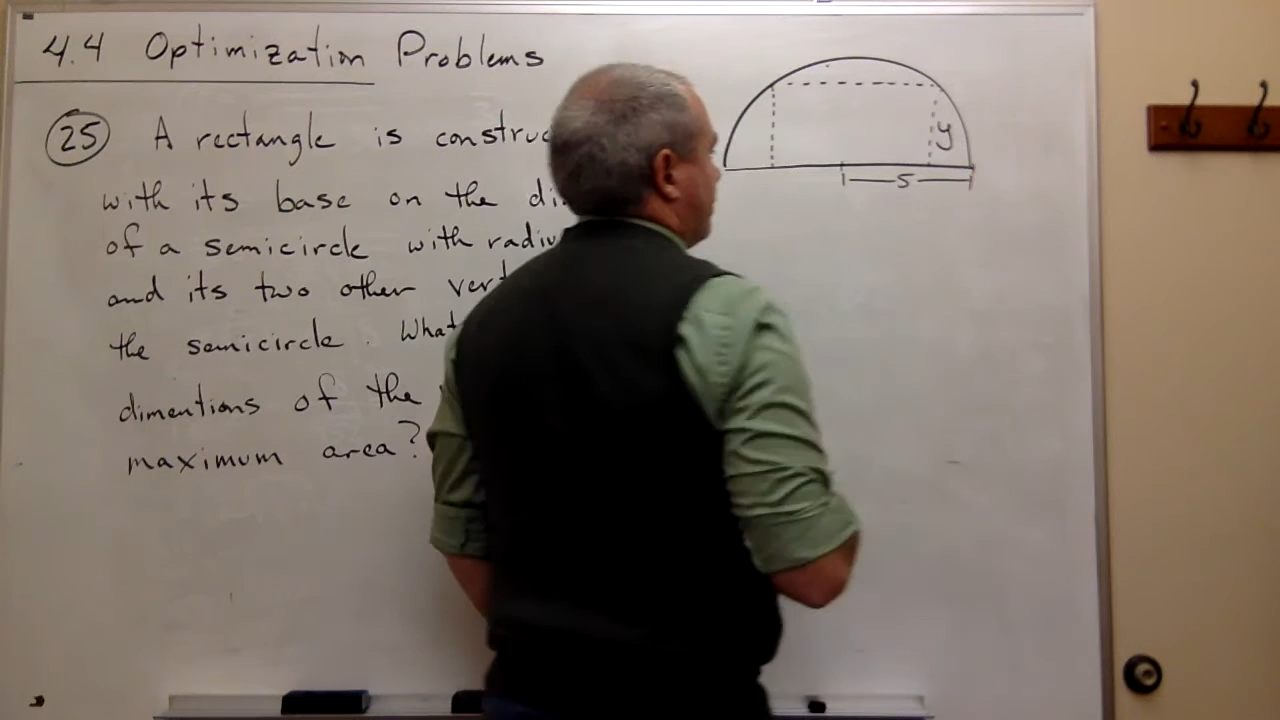 4.4 Optimization Problems
25 A rectangle is construc
with its base on the di
of a semicircle with radiu
and its two other vert
the semicircle. What
dimentions of the
maximum area?
y
5